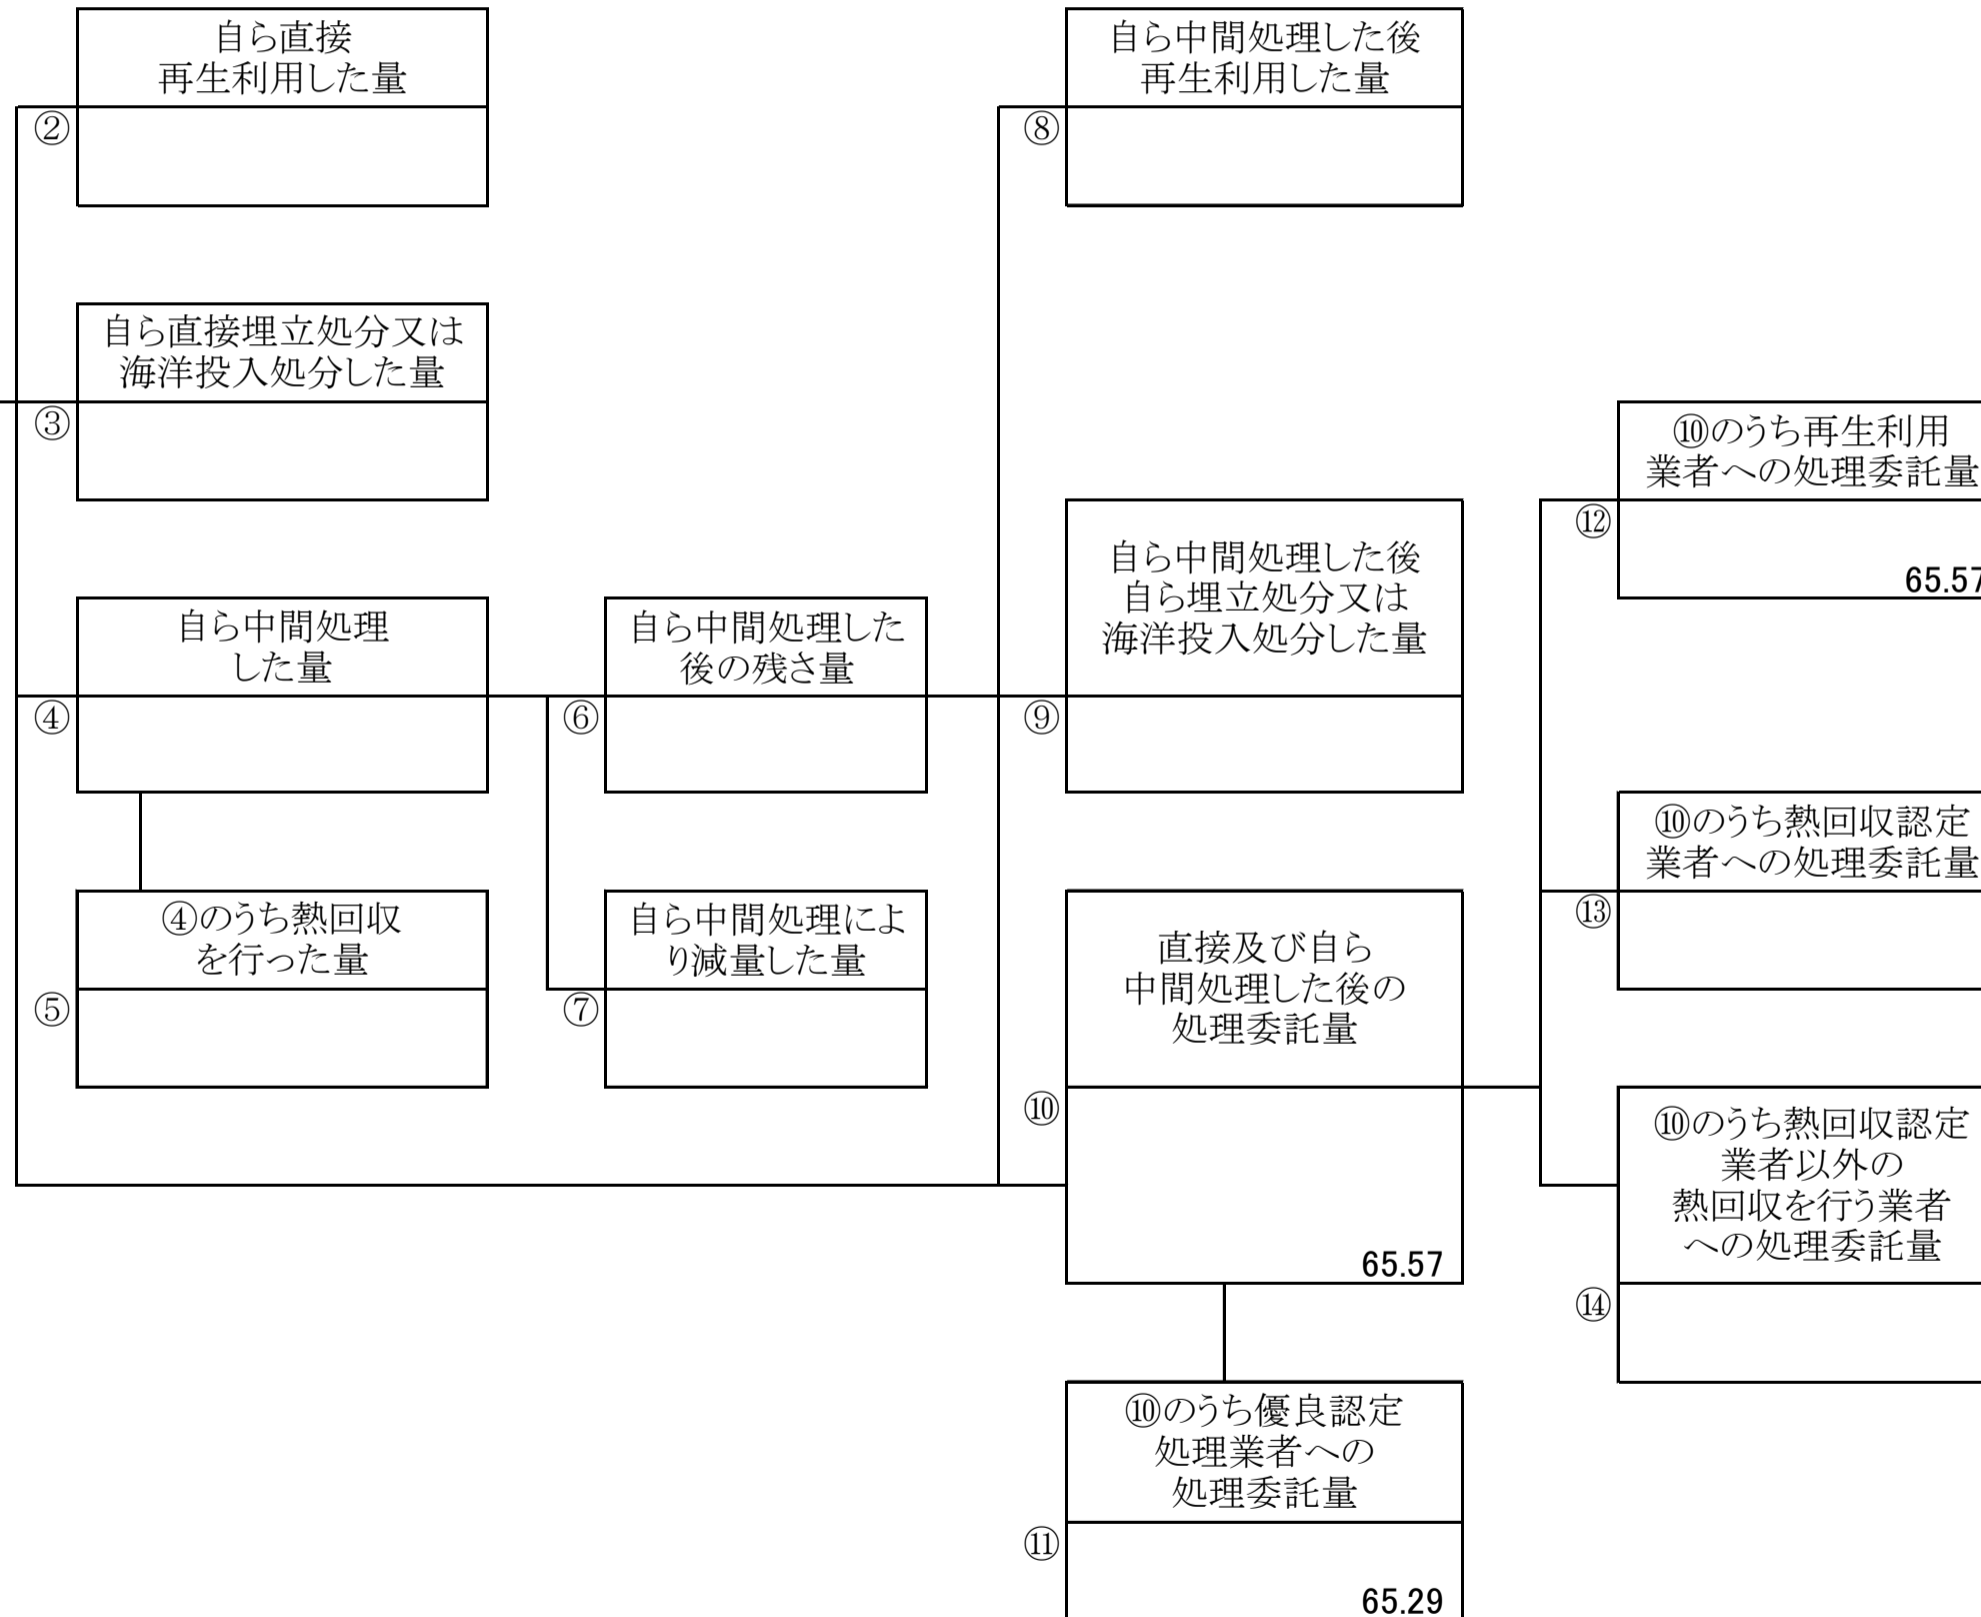 自ら直接
再生利用した量
②
自ら中間処理した後
再生利用した量
⑧
自ら直接埋立処分又は
海洋投入処分した量
③
⑩のうち再生利用
業者への処理委託量
⑫
65.57
自ら中間処理した後
自ら埋立処分又は
海洋投入処分した量
⑨
自ら中間処理
した量
④
自ら中間処理した
後の残さ量
⑥
⑩のうち熱回収認定
業者への処理委託量
⑬
④のうち熱回収
を行った量
⑤
自ら中間処理によ
り減量した量
⑦
直接及び自ら
中間処理した後の
処理委託量
⑩
65.57
⑩のうち熱回収認定
業者以外の
熱回収を行う業者
への処理委託量
⑭
⑩のうち優良認定
処理業者への
処理委託量
⑪
65.29